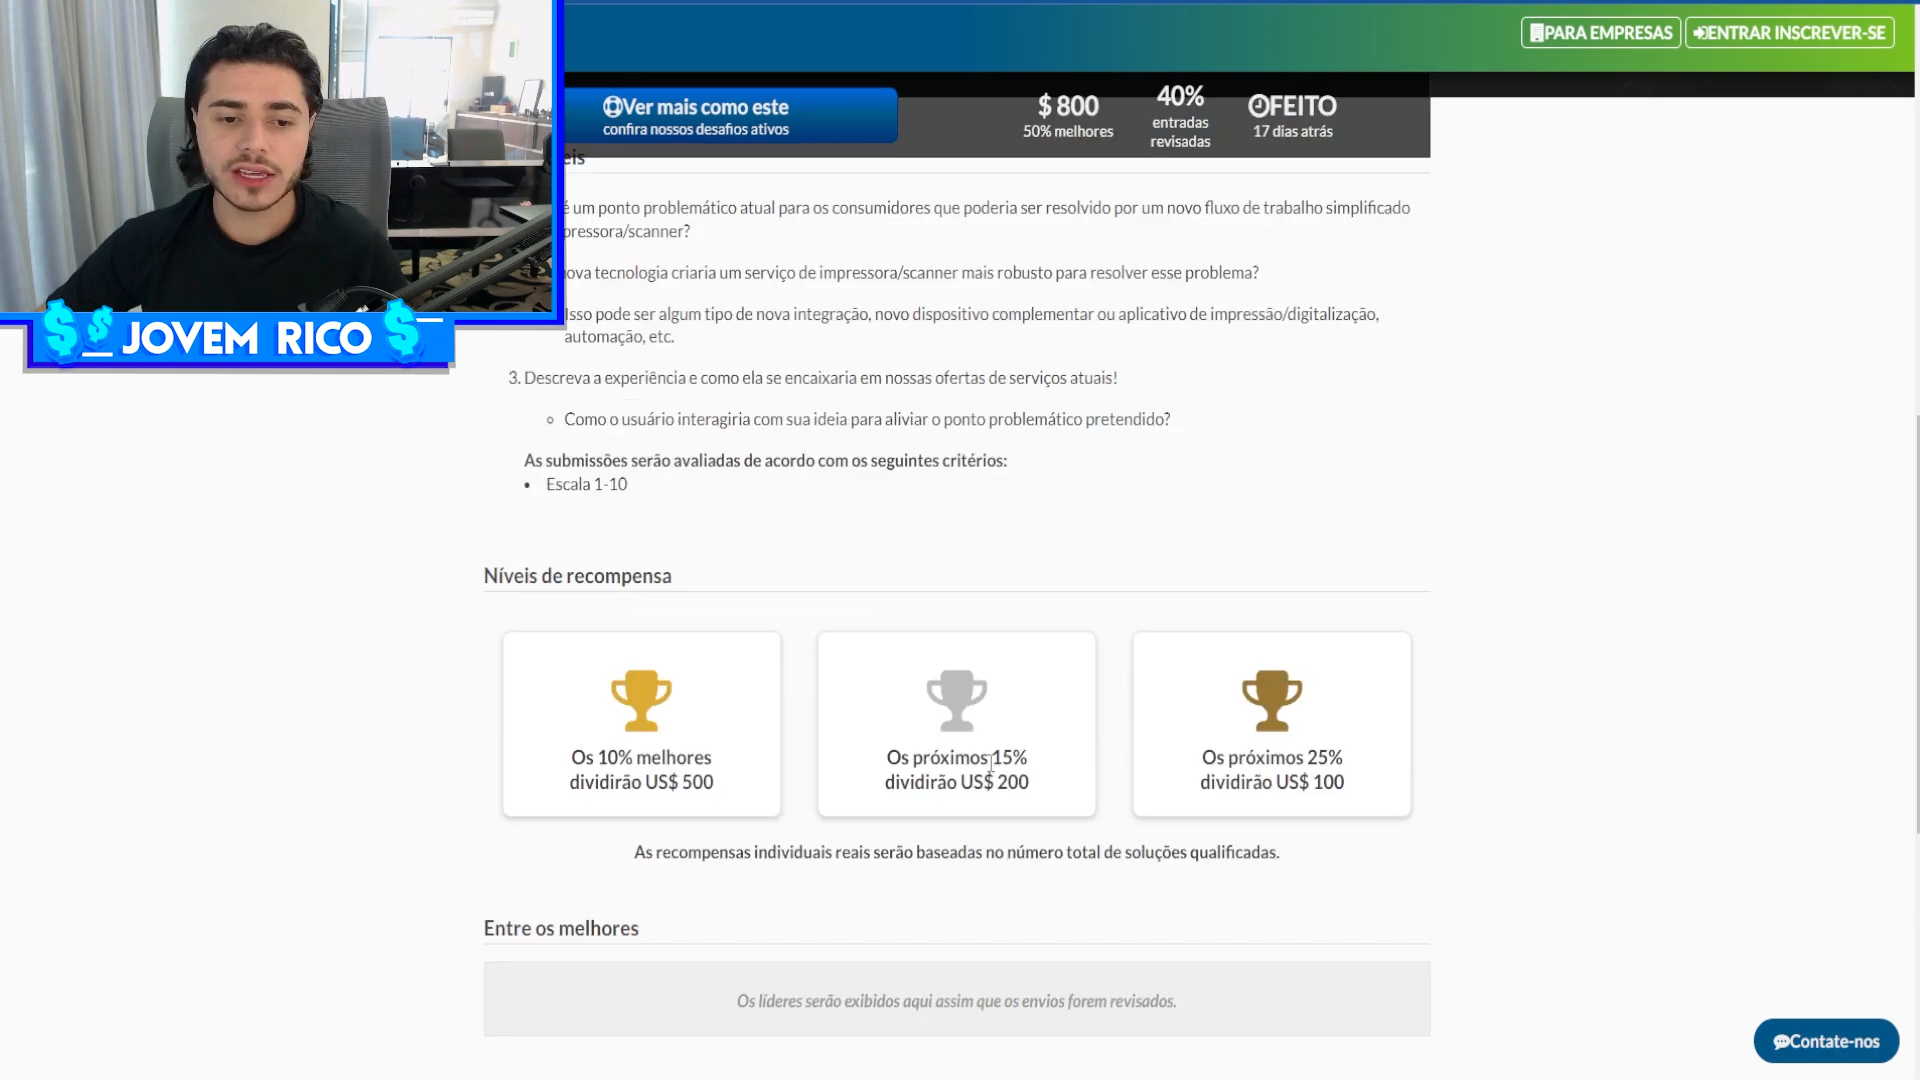 PARA EMPRESAS
ENTRAR INSCREVER-SE
Ver mais como este
confira nossos desafios ativos
$ 800
50% melhores
40%
entradas
revisadas
FEITO
17 dias atrás
eis
é um ponto problemático atual para os consumidores que poderia ser resolvido por um novo fluxo de trabalho simplificado
pressora/scanner?
ova tecnologia criaria um serviço de impressora/scanner mais robusto para resolver esse problema?
Isso pode ser algum tipo de nova integração, novo dispositivo complementar ou aplicativo de impressão/digitalização,
automação, etc.
$ $ JOVEM RICO $
3. Descreva a experiência e como ela se encaixaria em nossas ofertas de serviços atuais!
Como o usuário interagiria com sua ideia para aliviar o ponto problemático pretendido?
As submissões serão avaliadas de acordo com os seguintes critérios:
• Escala 1-10
Níveis de recompensa
Os 10% melhores
dividirão US$ 500
Os próximos 15%
dividirão US$ 200
Os próximos 25%
dividirão US$ 100
As recompensas individuais reais serão baseadas no número total de soluções qualificadas.
Entre os melhores
Os líderes serão exibidos aqui assim que os envios forem revisados.
Contate-nos